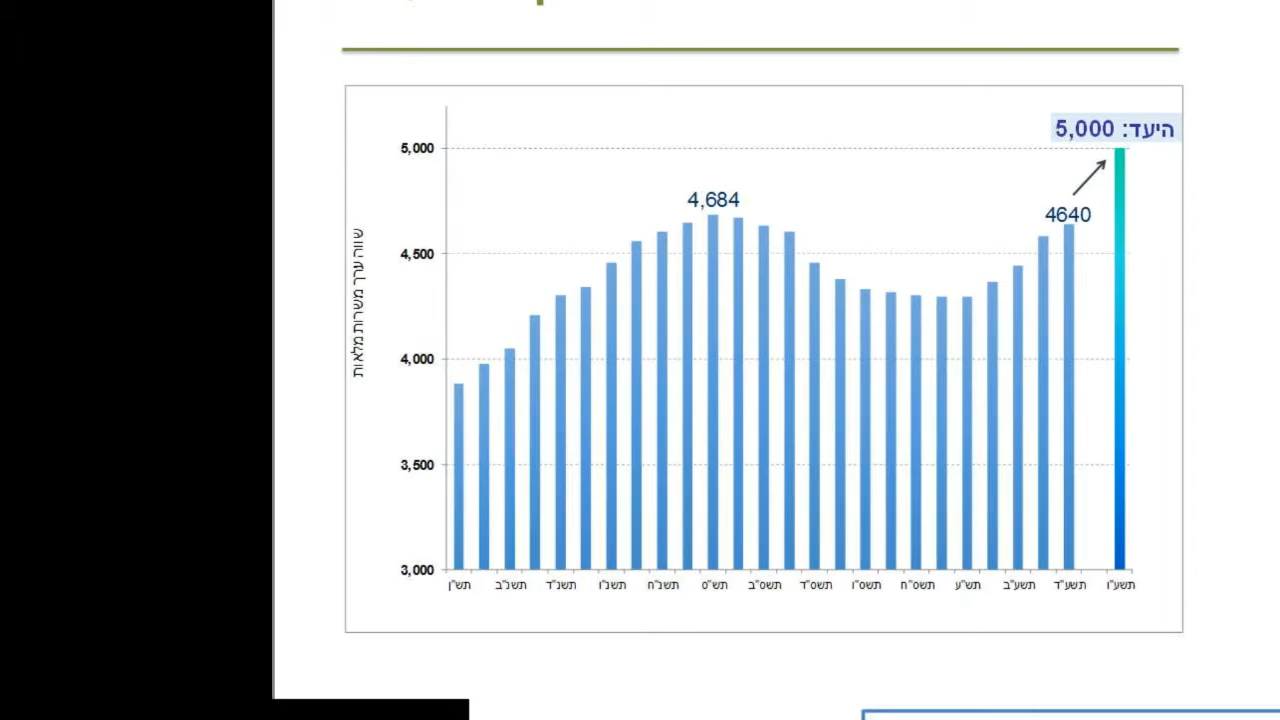 היעד: 5,000
5,000
4,684
4640
4,500
שווה ערך משרות מלאות
4,000
3,500
3,000
תש"ן תשנ"ב תשנ"ד תשנ"ו תשנ"ח תש"ס תשס"ב תשס"ד תשס"ו תשס"ח תש"ע תשע"ב תשע"ד תשע"ו